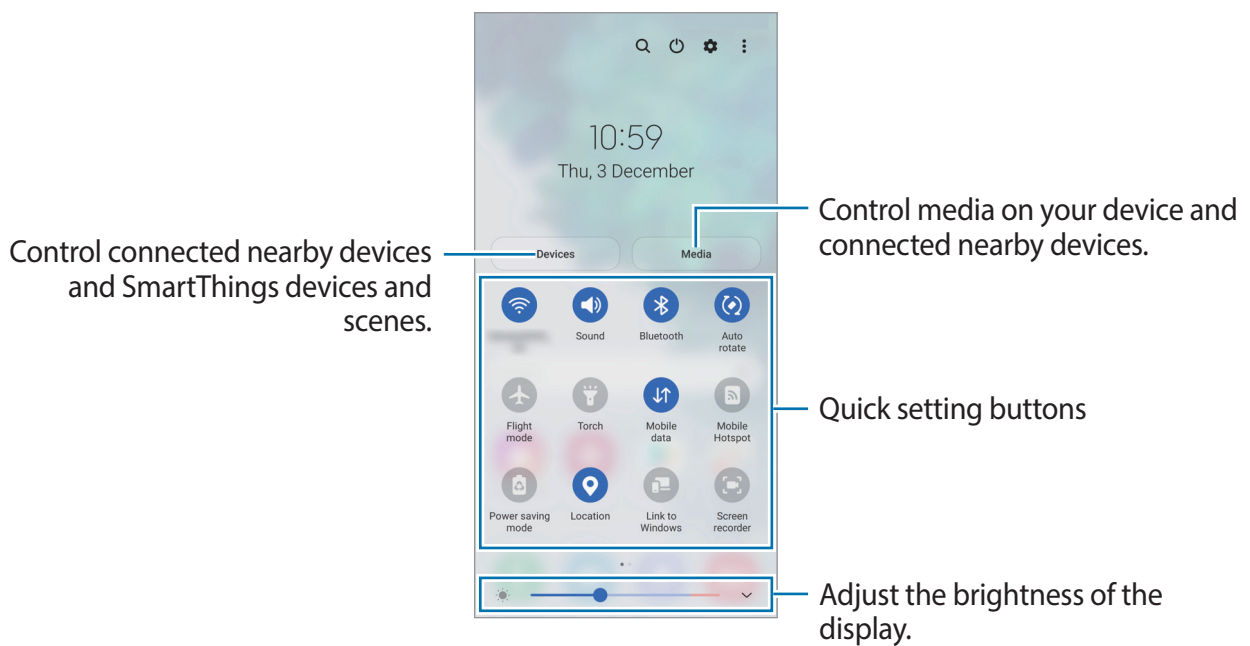 10:59
Thu, 3 December
Control media on your device and
connected nearby devices.
Control connected nearby devices
and SmartThings devices and
scenes.
Devices
Media
Sound
Bluetooth
Auto
rotate
Flight
mode
Torch
Mobile
data
Mobile
Hotspot
Quick setting buttons
Power saving
mode
Location
Link to
Windows
Screen
recorder
Adjust the brightness of the
display.